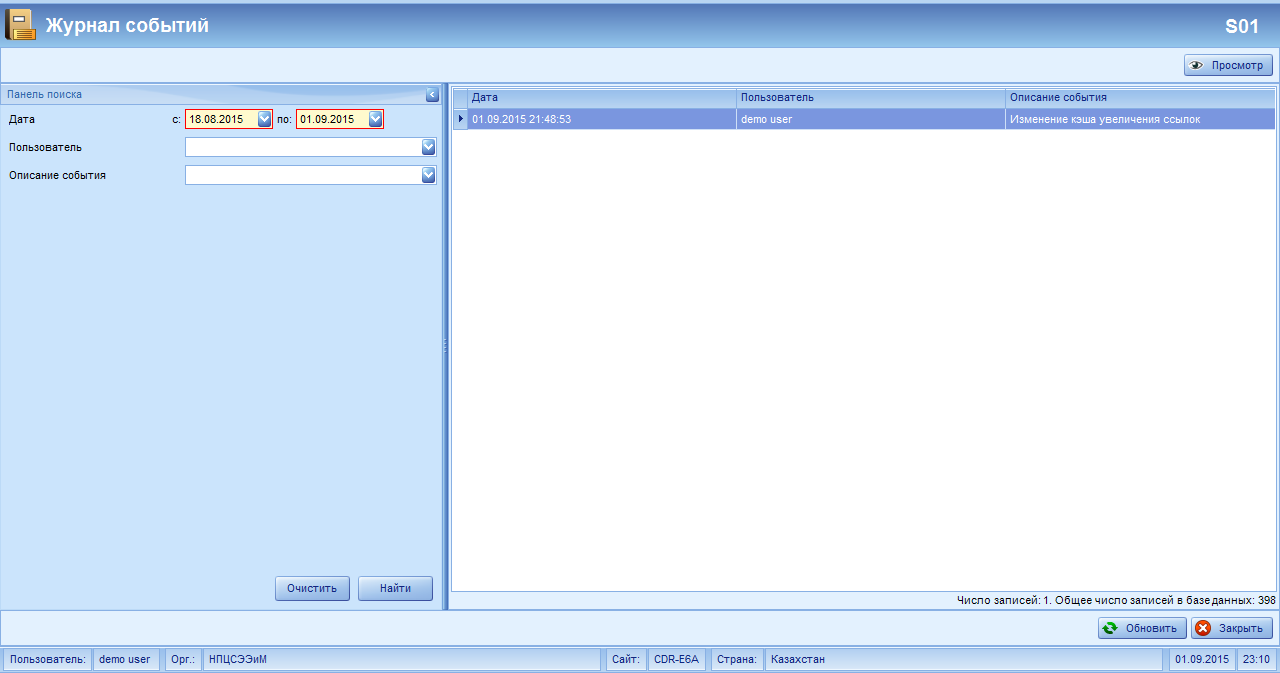 Журнал событий
S01
Просмотр
Панель поиска
Дата с: 18.08.2015 по: 01.09.2015
Пользователь
Описание события
Очистить Найти
Дата Пользователь Описание события
01.09.2015 21:48:53 demo user Изменение кэша увеличения ссылок
Число записей: 1. Общее число записей в базе данных: 398
Обновить Закрыть
Пользователь: demo user Орг.: НПЦСЭЭиМ Сайт: CDR-E6A Страна: Казахстан 01.09.2015 23:10